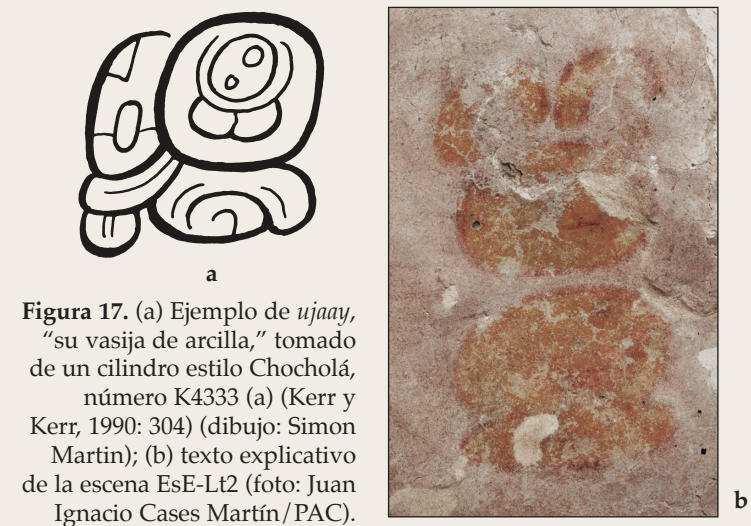 a
Figura 17. (a) Ejemplo de ujaay,
“su vasija de arcilla,” tomado
de un cilindro estilo Chocholá,
número K4333 (a) (Kerr y
Kerr, 1990: 304) (dibujo: Simon
Martin); (b) texto explicativo
de la escena EsE-Lt2 (foto: Juan
Ignacio Cases Martín/PAC).
b